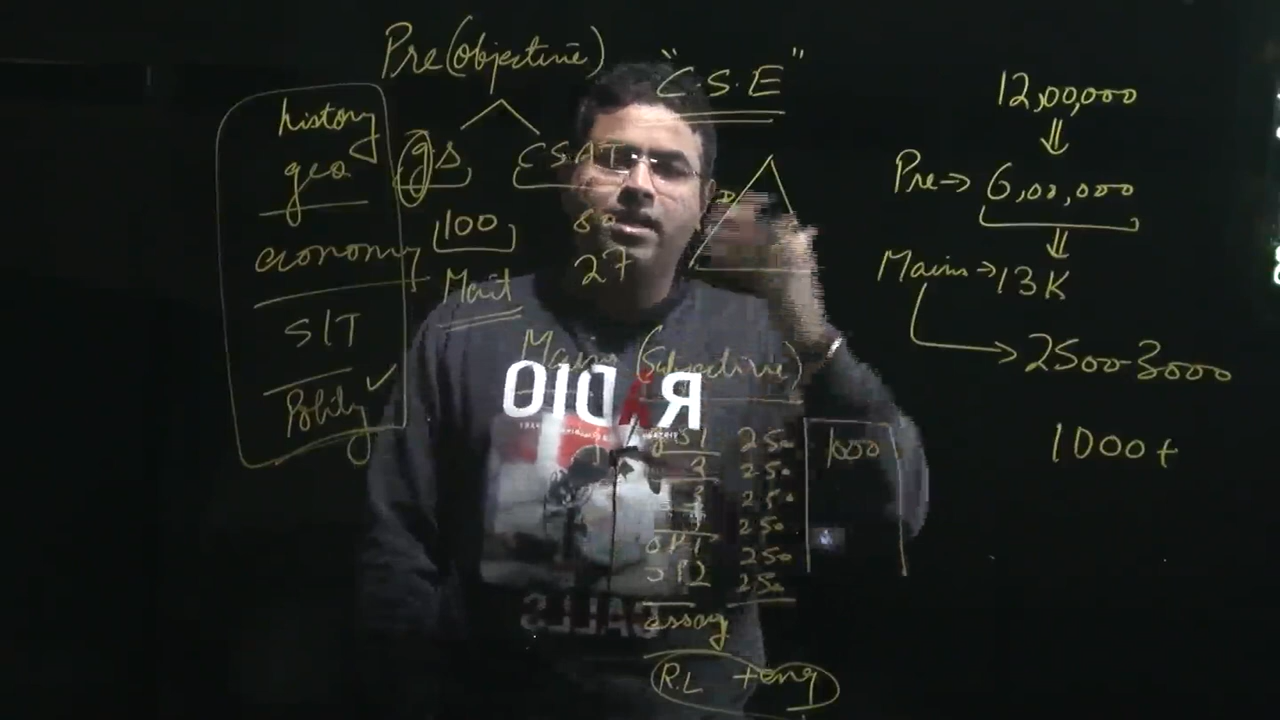 Pre (Objective)
"C.S.E"
gs CSAT
100 80
Merit 27
history
geo
economy
S/T
Polity ✓
D
12,00,000
⇓
Pre → 6,00,000
⇓
Mains → 13K
→ 2500-3000
1000+
Mains (Subjective)
gs1 250
2 250
3 250
250
OP1 250
OP2 250
1000
essay
R.L + eng
RADIO
CALLS